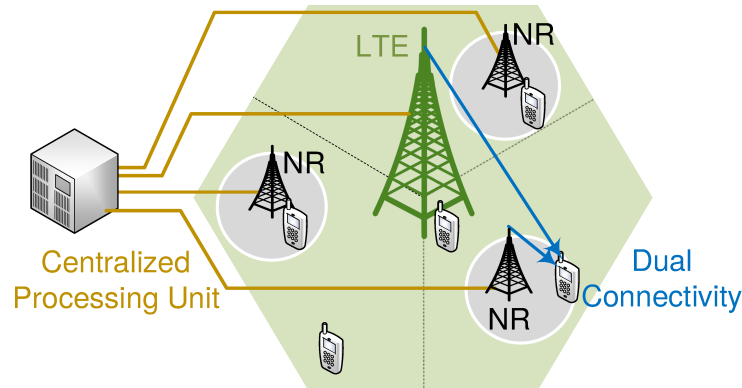 NR
LTE
NR
Centralized
Processing Unit
Dual
Connectivity
NR